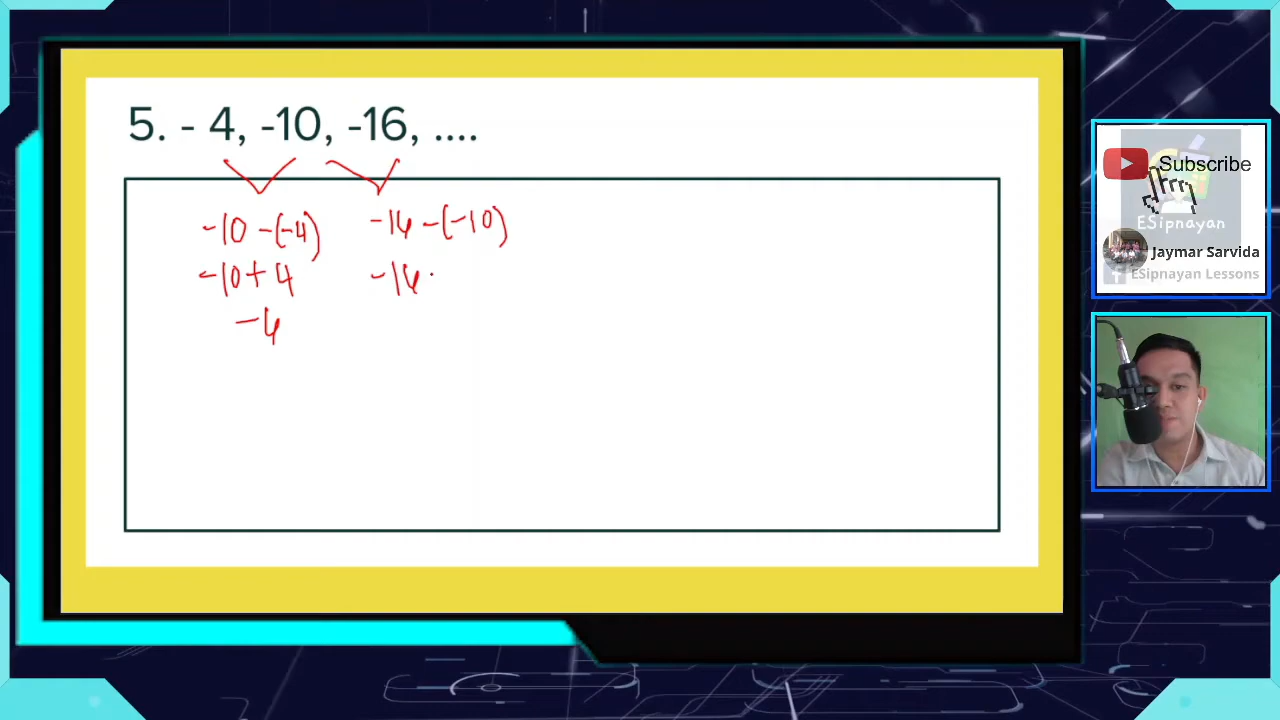 5. - 4, -10, -16, ....
-10 -(-4) -16 -(-10)
-10 + 4 -16
-6
Subscribe
ESipnayan
Jaymar Sarvida
ESipnayan Lessons